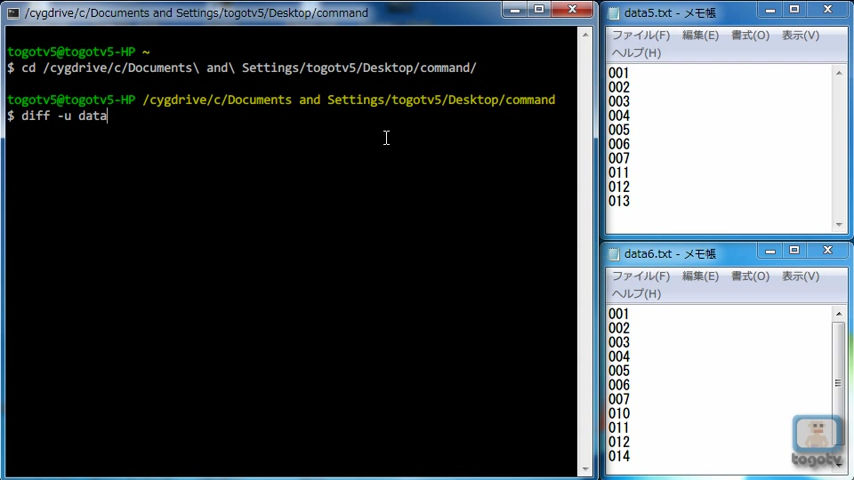 /cygdrive/c/Documents and Settings/togotv5/Desktop/command
togotv5@togotv5-HP ~
$ cd /cygdrive/c/Documents\ and\ Settings/togotv5/Desktop/command/
togotv5@togotv5-HP /cygdrive/c/Documents and Settings/togotv5/Desktop/command
$ diff -u data
data5.txt - メモ帳
ファイル(F) 編集(E) 書式(O) 表示(V)
ヘルプ(H)
001
002
003
004
005
006
007
011
012
013
data6.txt - メモ帳
ファイル(F) 編集(E) 書式(O) 表示(V)
ヘルプ(H)
001
002
003
004
005
006
007
010
011
012
014
togotv